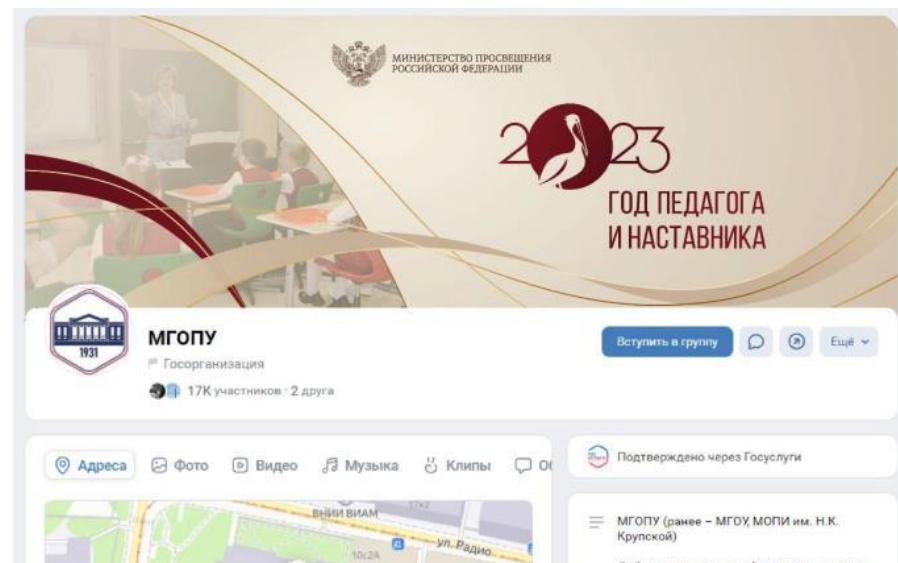 МИНИСТЕРСТВО ПРОСВЕЩЕНИЯ
РОССИЙСКОЙ ФЕДЕРАЦИИ
2023
ГОД ПЕДАГОГА
И НАСТАВНИКА
1931
МГОПУ
Госорганизация
17K участников · 2 друга
Вступить в группу
Ещё
Адреса Фото Видео Музыка Клипы
Подтверждено через Госуслуги
ВНИИ ВИАМ
17к2
ул. Радио
10с2А
МГОПУ (ранее – МГОУ, МОПИ им. Н.К.
Крупской)